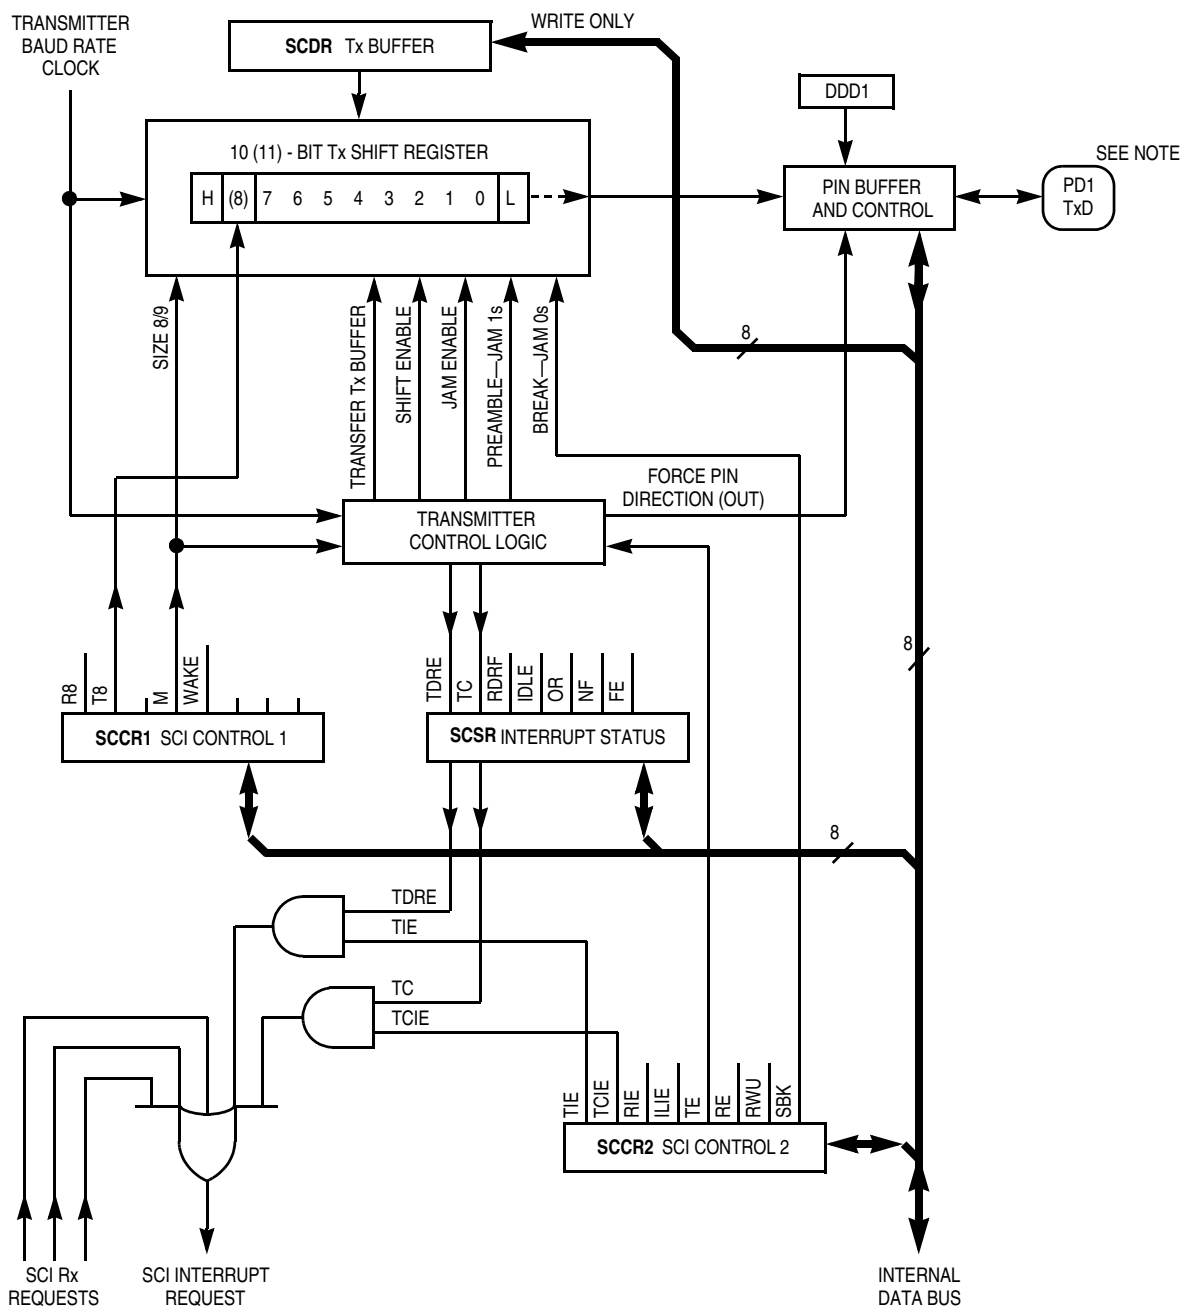 TRANSMITTER
BAUD RATE
CLOCK
SCDR Tx BUFFER
WRITE ONLY
DDD1
10 (11) - BIT Tx SHIFT REGISTER
H (8) 7 6 5 4 3 2 1 0 L
PIN BUFFER
AND CONTROL
SEE NOTE
PD1
TxD
SIZE 8/9
TRANSFER Tx BUFFER
SHIFT ENABLE
JAM ENABLE
PREAMBLE—JAM 1s
BREAK—JAM 0s
8
FORCE PIN
DIRECTION (OUT)
TRANSMITTER
CONTROL LOGIC
8
R8
T8
M
WAKE
TDRE
TC
RDRF
IDLE
OR
NF
FE
SCCR1 SCI CONTROL 1
SCSR INTERRUPT STATUS
8
TDRE
TIE
TC
TCIE
TIE
TCIE
RIE
ILIE
TE
RE
RWU
SBK
SCCR2 SCI CONTROL 2
SCI Rx
REQUESTS
SCI INTERRUPT
REQUEST
INTERNAL
DATA BUS